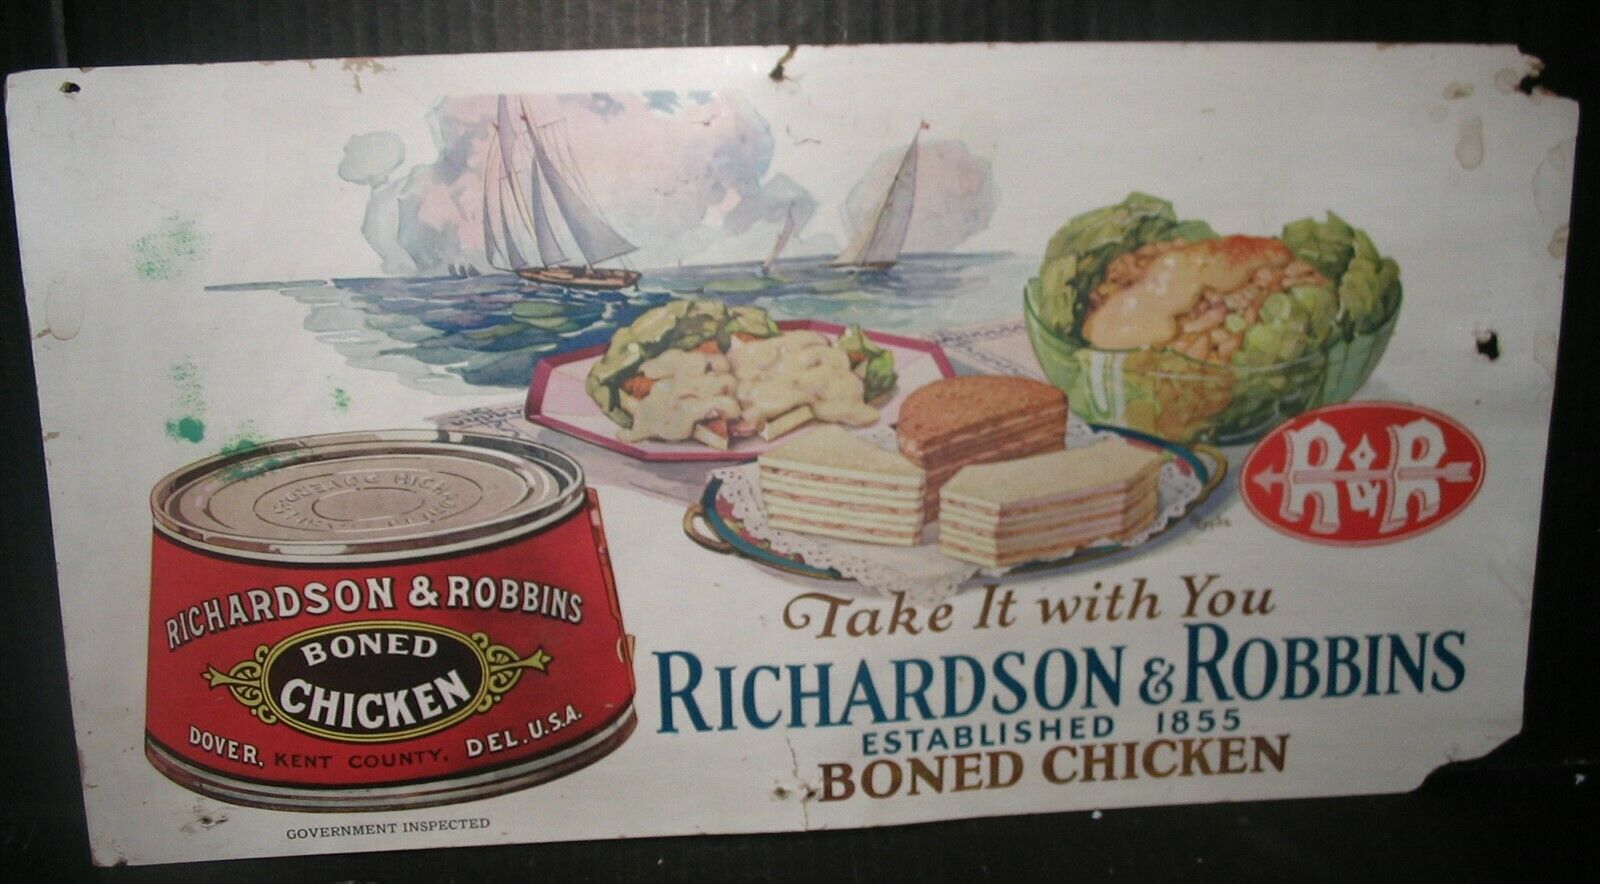 RICHARDSON & ROBBINS
BONED
CHICKEN
DOVER, KENT COUNTY, DEL. U.S.A.
GOVERNMENT INSPECTED
R&R
Take It with You
RICHARDSON & ROBBINS
ESTABLISHED 1855
BONED CHICKEN